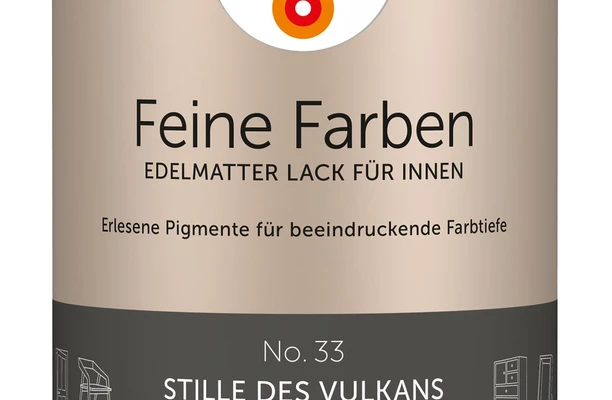 Feine Farben
EDELMATTER LACK FÜR INNEN
Erlesene Pigmente für beeindruckende Farbtiefe
No. 33
STILLE DES VULKANS